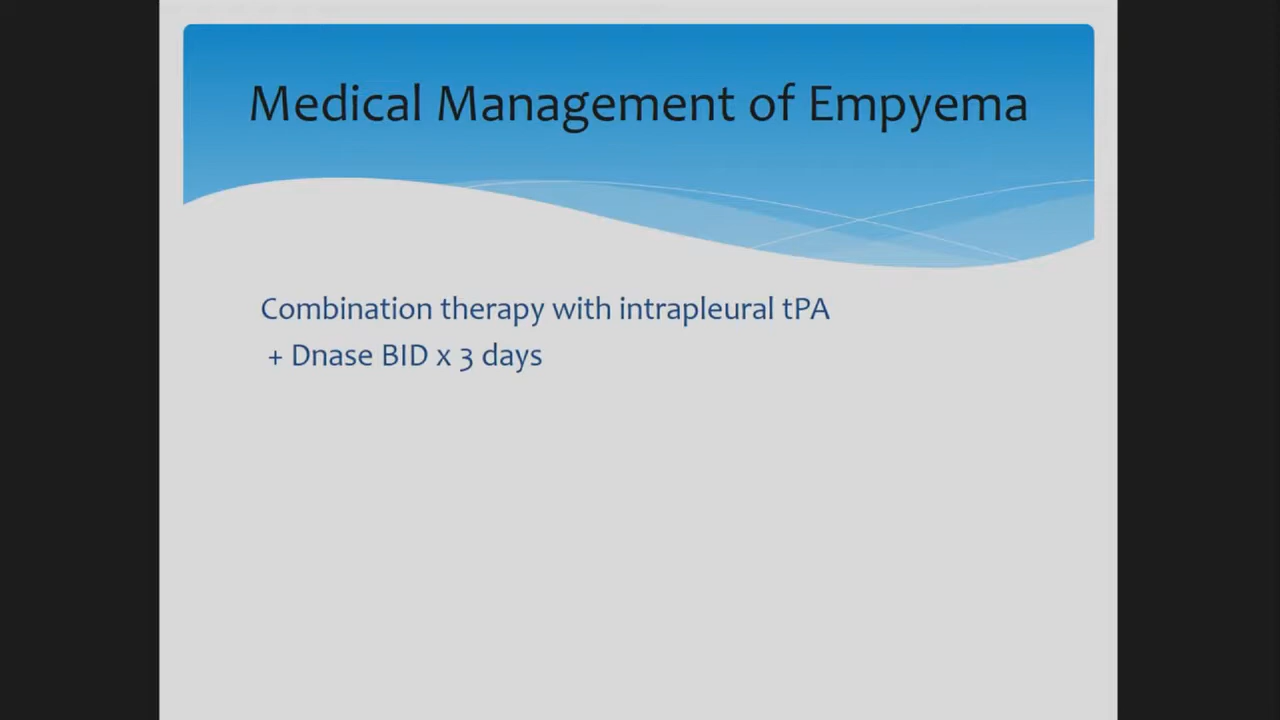 Medical Management of Empyema
Combination therapy with intrapleural tPA
+ Dnase BID x 3 days